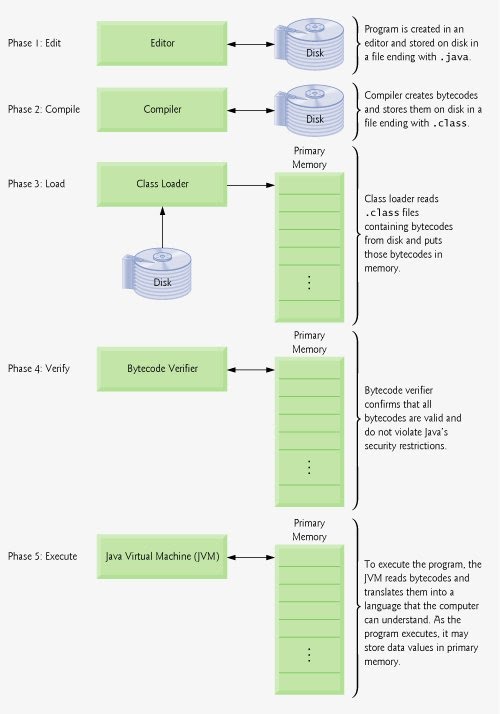 Phase 1: Edit
Editor
Disk
Program is created in an
editor and stored on disk in
a file ending with .java.
Phase 2: Compile
Compiler
Disk
Compiler creates bytecodes
and stores them on disk in a
file ending with .class.
Phase 3: Load
Class Loader
Disk
Primary
Memory
Class loader reads
.class files
containing bytecodes
from disk and puts
those bytecodes in
memory.
Phase 4: Verify
Bytecode Verifier
Primary
Memory
Bytecode verifier
confirms that all
bytecodes are valid and
do not violate Java's
security restrictions.
Phase 5: Execute
Java Virtual Machine (JVM)
Primary
Memory
To execute the program, the
JVM reads bytecodes and
translates them into a
language that the computer
can understand. As the
program executes, it may
store data values in primary
memory.